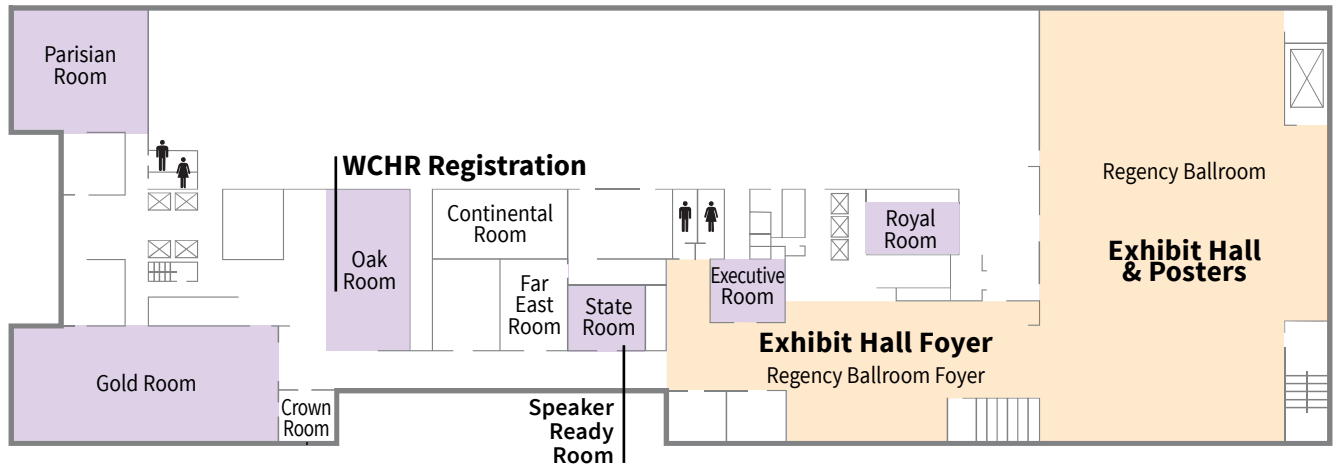 Parisian
Room
WCHR Registration
Regency Ballroom
Continental
Room
Royal
Room
Exhibit Hall
& Posters
Oak
Room
Far
East
Room
Executive
Room
State
Room
Exhibit Hall Foyer
Regency Ballroom Foyer
Gold Room
Crown
Room
Speaker
Ready
Room